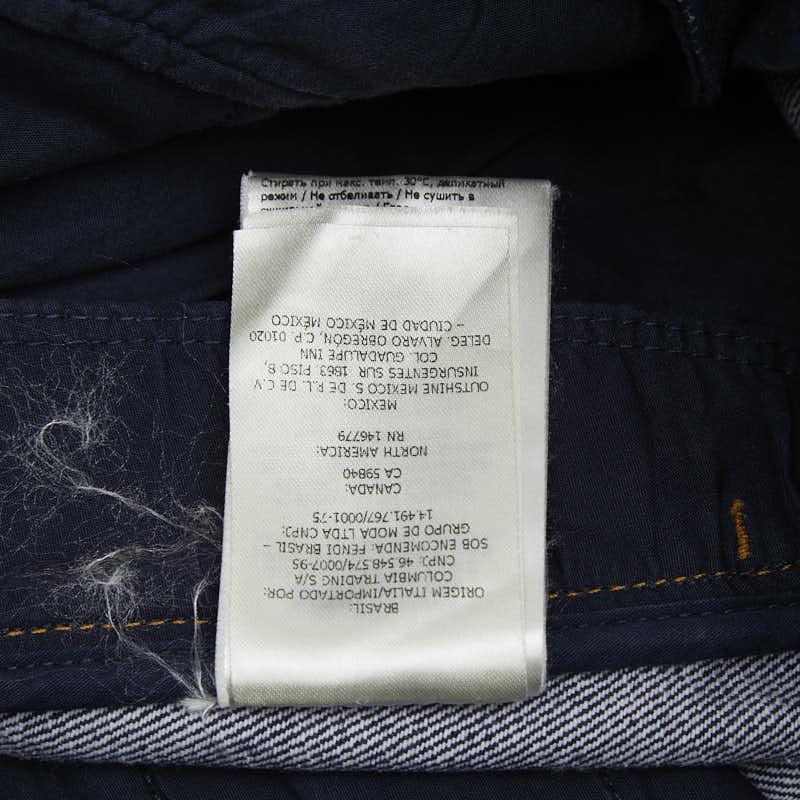 Стирать при макс. темп. 30°C, деликатный
режим / Не отбеливать / Не сушить в
BRASIL:
ORIGEM ITALIA/IMPORTADO POR:
COLUMBIA TRADING S/A
CNPJ: 46.548.574/0007-95
SOB ENCOMENDA: FENDI BRASIL –
GRUPO DE MODA LTDA CNPJ:
14.491.767/0001-75
CANADA:
CA 59840
NORTH AMERICA:
RN 146779
MEXICO:
OUTSHINE MEXICO S. DE R.L. DE C.V
INSURGENTES SUR 1863, PISO 8,
COL. GUADALUPE INN
DELEG. ALVARO OBREGÓN, C.P. 01020
– CIUDAD DE MÉXICO